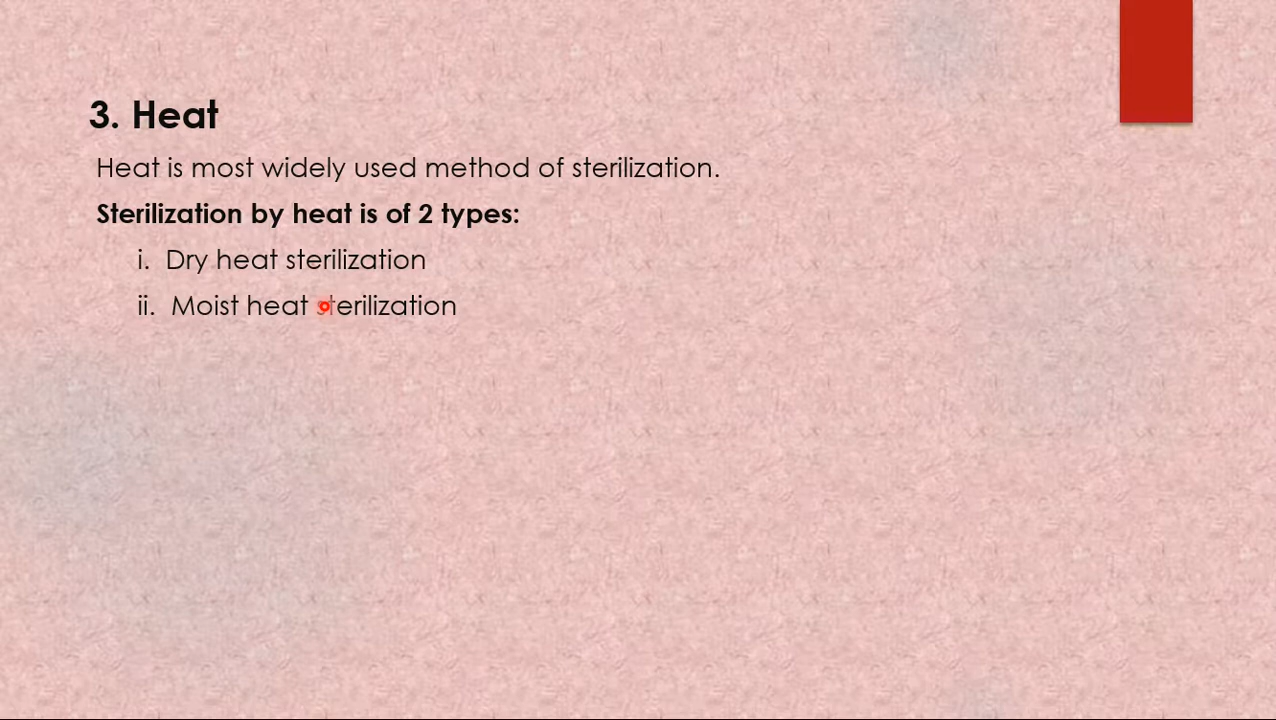 3. Heat
Heat is most widely used method of sterilization.
Sterilization by heat is of 2 types:
i. Dry heat sterilization
ii. Moist heat sterilization